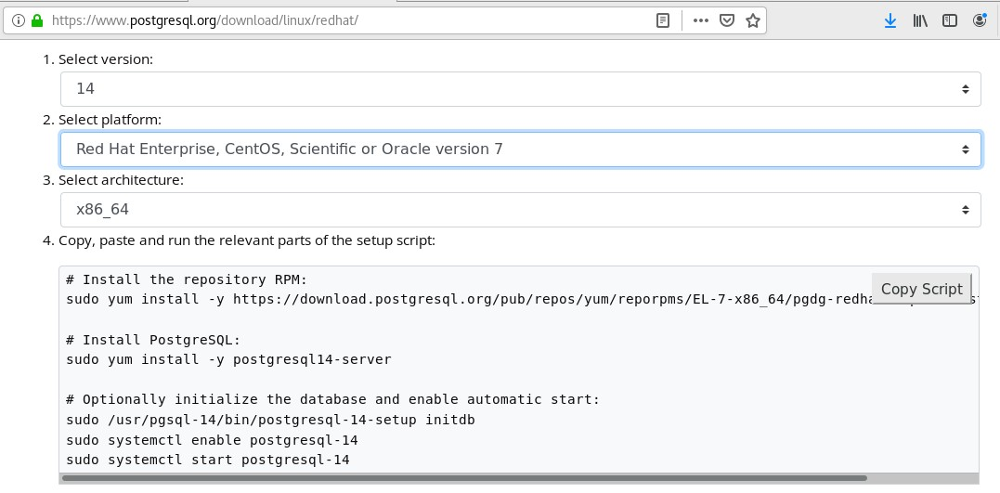 https://www.postgresql.org/download/linux/redhat/
1. Select version:
14
2. Select platform:
Red Hat Enterprise, CentOS, Scientific or Oracle version 7
3. Select architecture:
x86_64
4. Copy, paste and run the relevant parts of the setup script:
# Install the repository RPM:
Copy Script
sudo yum install -y https://download.postgresql.org/pub/repos/yum/reporpms/EL-7-x86_64/pgdg-redha
# Install PostgreSQL:
sudo yum install -y postgresql14-server
# Optionally initialize the database and enable automatic start:
sudo /usr/pgsql-14/bin/postgresql-14-setup initdb
sudo systemctl enable postgresql-14
sudo systemctl start postgresql-14